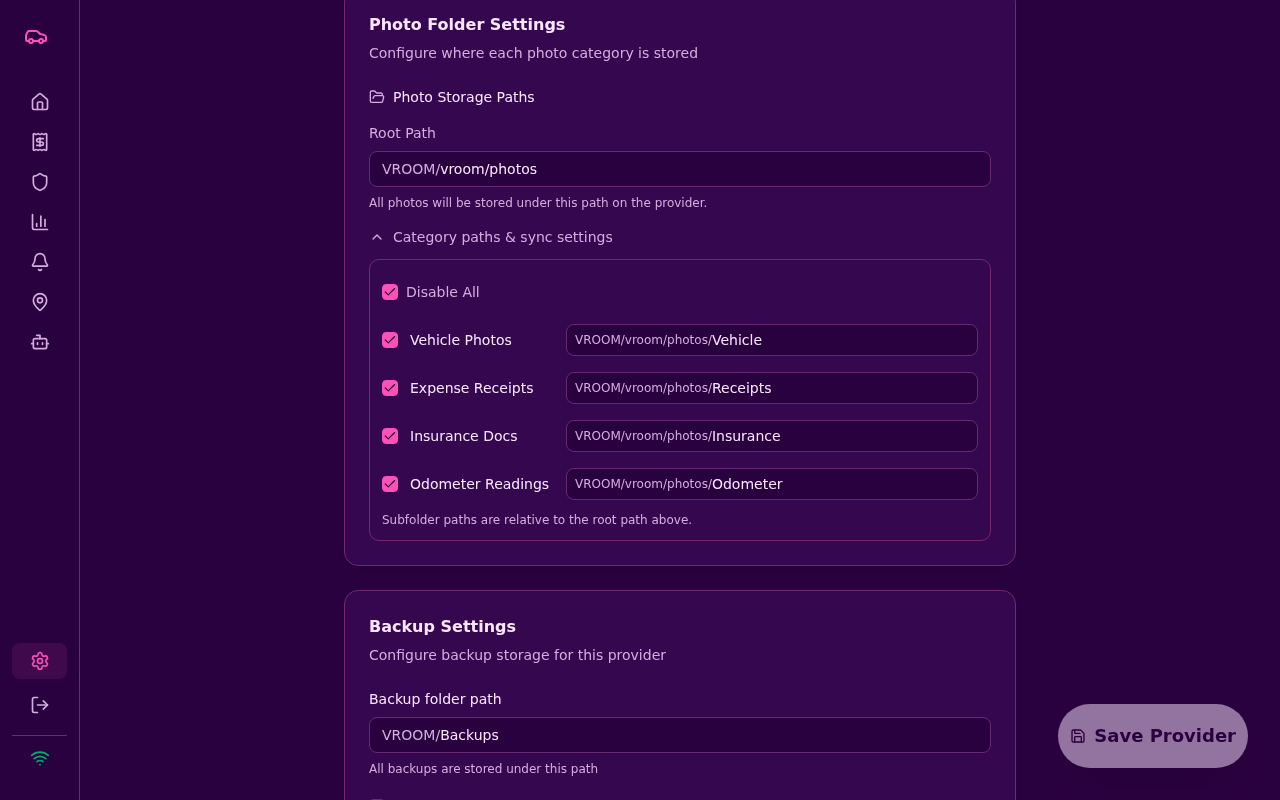 Photo Folder Settings
Configure where each photo category is stored
Photo Storage Paths
Root Path
VROOM/vroom/photos
All photos will be stored under this path on the provider.
Category paths & sync settings
Disable All
Vehicle Photos VROOM/vroom/photos/Vehicle
Expense Receipts VROOM/vroom/photos/Receipts
Insurance Docs VROOM/vroom/photos/Insurance
Odometer Readings VROOM/vroom/photos/Odometer
Subfolder paths are relative to the root path above.
Backup Settings
Configure backup storage for this provider
Backup folder path
VROOM/Backups
All backups are stored under this path
Save Provider